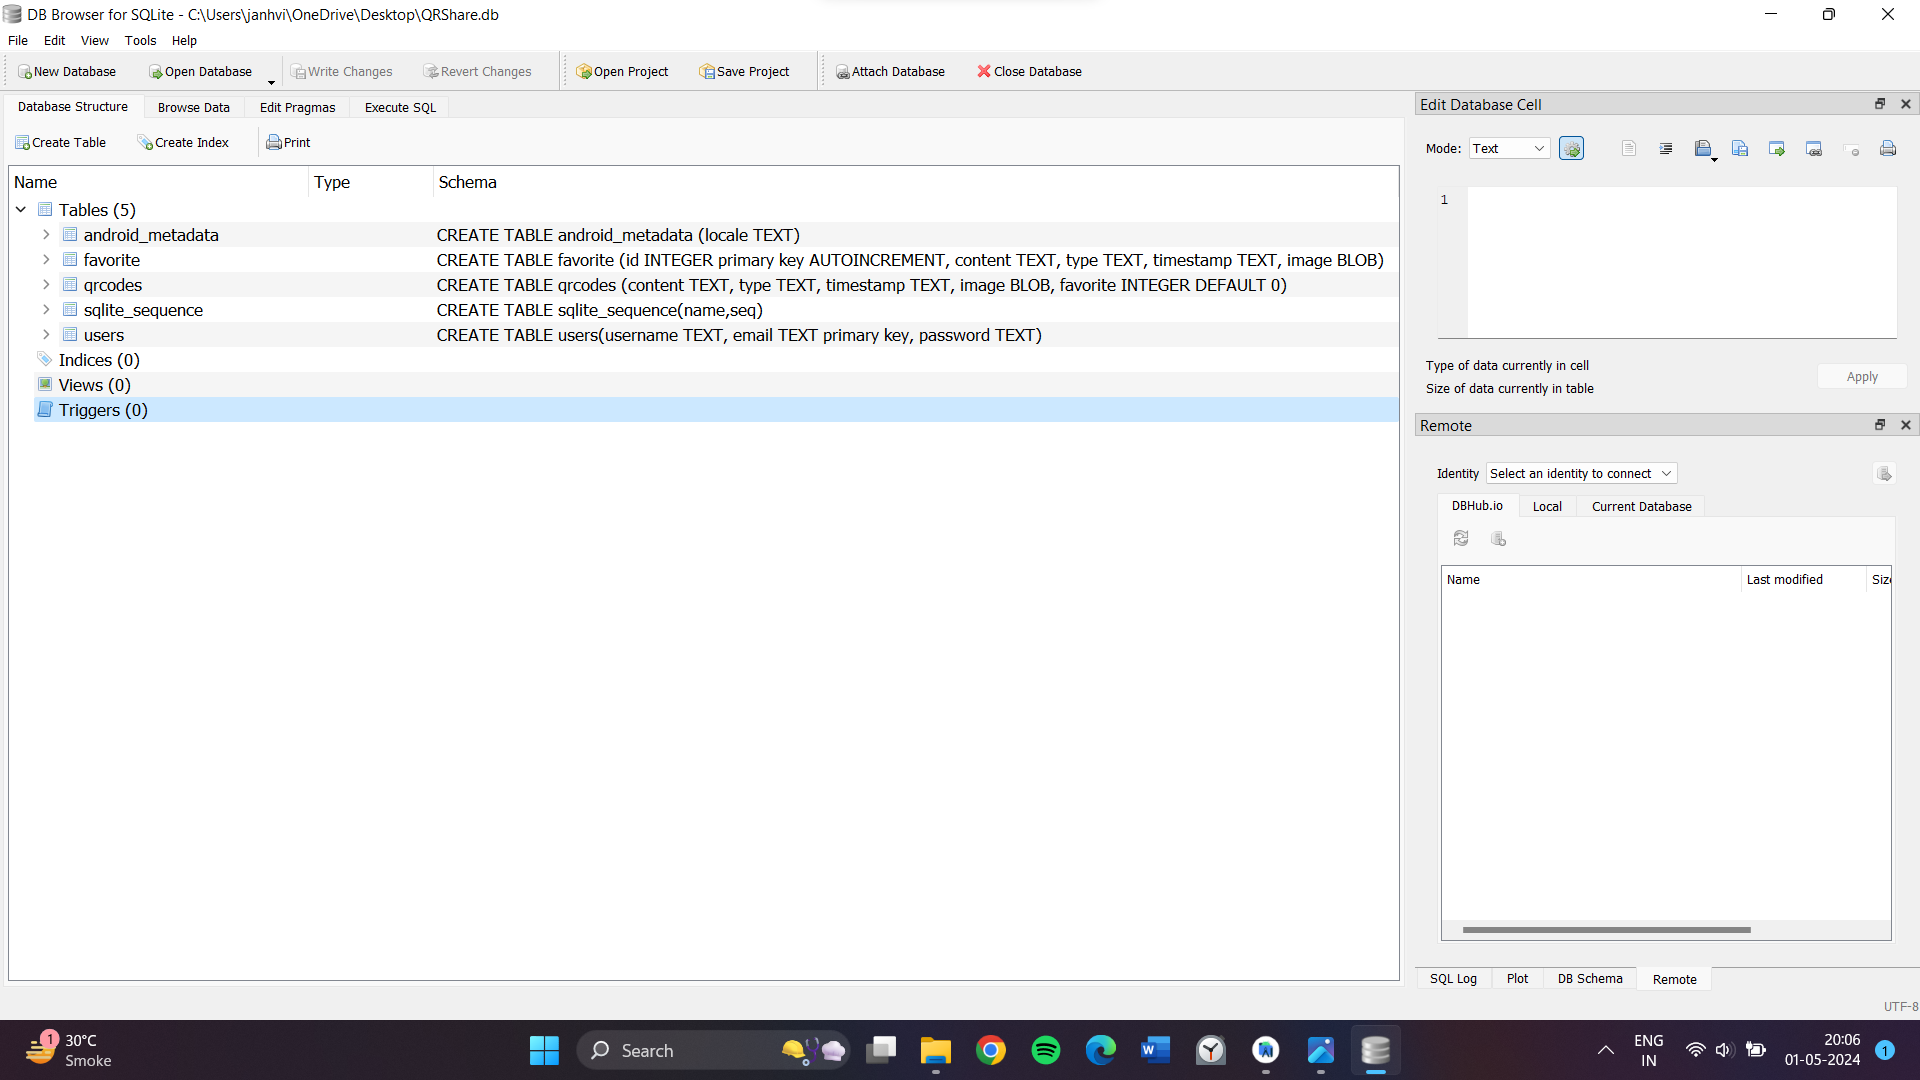 DB Browser for SQLite - C:\Users\janhvi\OneDrive\Desktop\QRShare.db
File Edit View Tools Help
New Database Open Database Write Changes Revert Changes Open Project Save Project Attach Database Close Database
Database Structure Browse Data Edit Pragmas Execute SQL
Create Table Create Index Print
Name Type Schema
Tables (5)
android_metadata CREATE TABLE android_metadata (locale TEXT)
favorite CREATE TABLE favorite (id INTEGER primary key AUTOINCREMENT, content TEXT, type TEXT, timestamp TEXT, image BLOB)
qrcodes CREATE TABLE qrcodes (content TEXT, type TEXT, timestamp TEXT, image BLOB, favorite INTEGER DEFAULT 0)
sqlite_sequence CREATE TABLE sqlite_sequence(name,seq)
users CREATE TABLE users(username TEXT, email TEXT primary key, password TEXT)
Indices (0)
Views (0)
Triggers (0)
Edit Database Cell
Mode: Text
1
Type of data currently in cell
Size of data currently in table
Apply
Remote
Identity Select an identity to connect
DBHub.io Local Current Database
Name Last modified Siz
SQL Log Plot DB Schema Remote
UTF-8
1
30°C
Smoke
Search
W
ENG
IN
20:06
01-05-2024
1